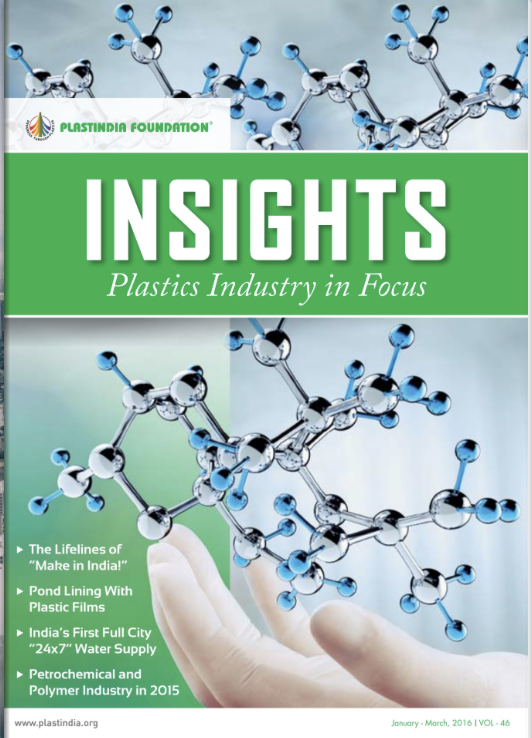 PLASTINDIA FOUNDATION®
INSIGHTS
Plastics Industry in Focus
The Lifelines of
"Make in India!"
Pond Lining With
Plastic Films
India's First Full City
"24x7" Water Supply
Petrochemical and
Polymer Industry in 2015
www.plastindia.org
January - March, 2016 | VOL - 46